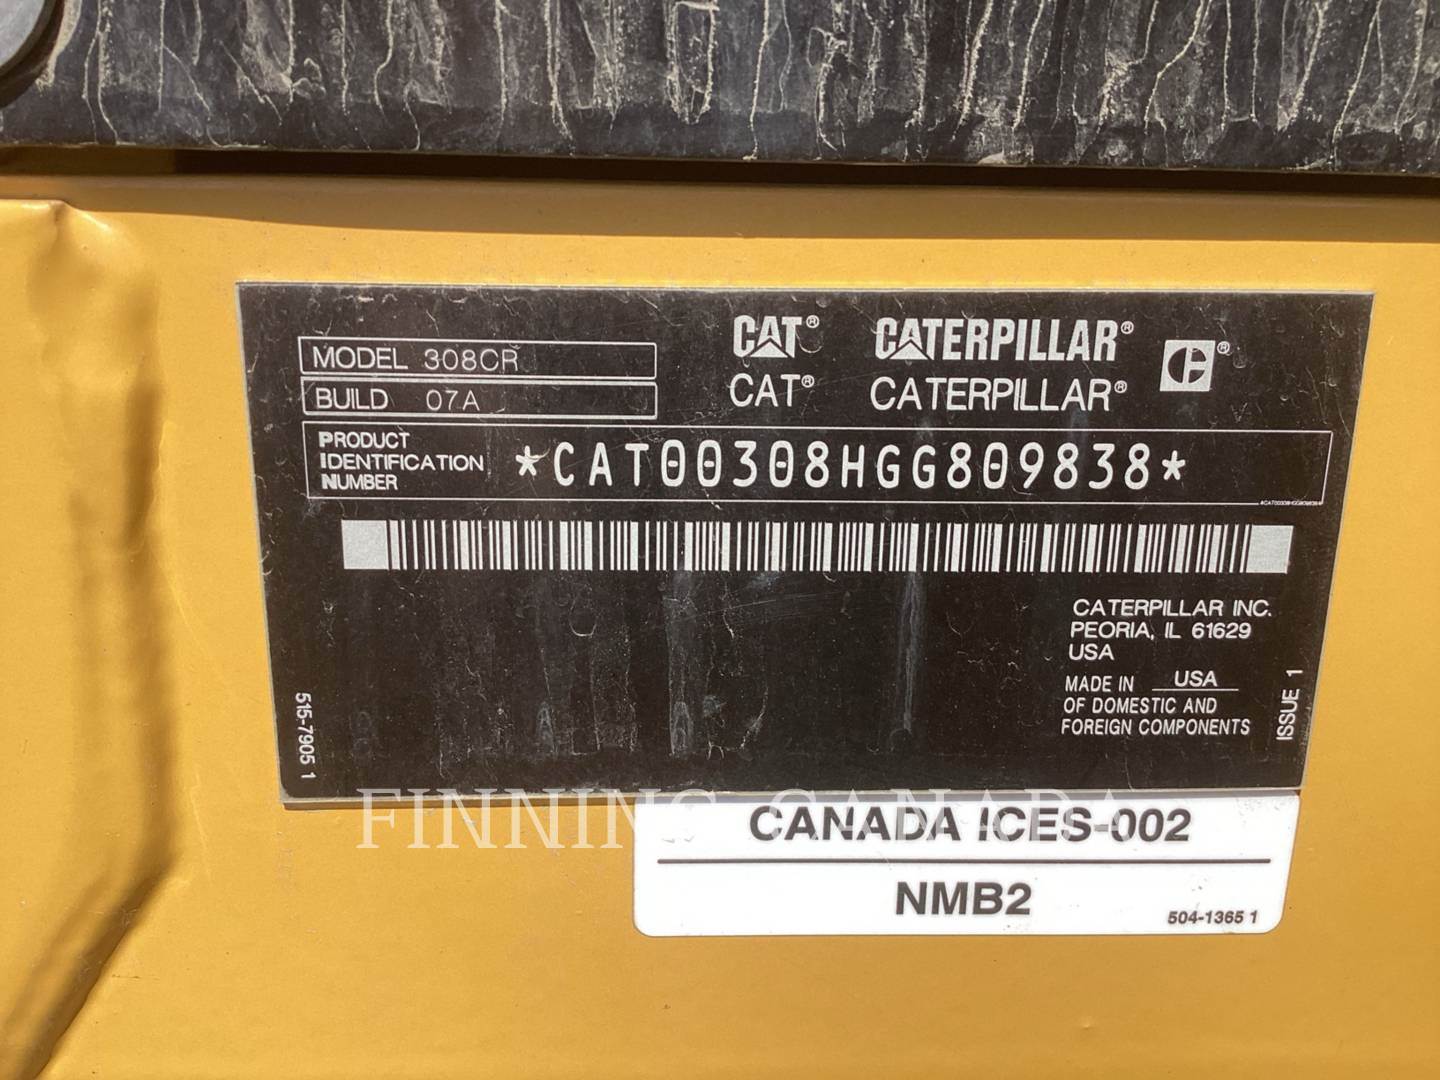 MODEL 308CR
BUILD 07A
CAT® CATERPILLAR® C®
CAT® CATERPILLAR®
PRODUCT
IDENTIFICATION
NUMBER
*CAT00308HGG809838*
CATERPILLAR INC.
PEORIA, IL 61629
USA
MADE IN USA
OF DOMESTIC AND
FOREIGN COMPONENTS
515-7905 1
ISSUE 1
FINNING CANADA
CANADA ICES-002
NMB2
504-1365 1